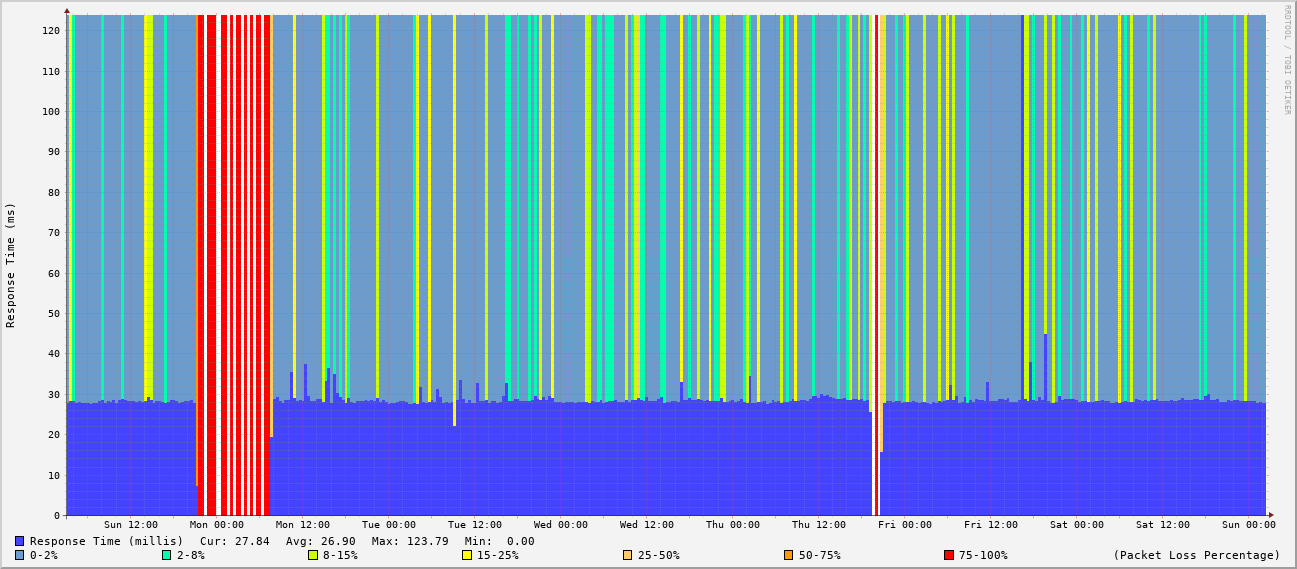 RRDTOOL / TOBI OETIKER
Response Time (ms)
120
110
100
90
80
70
60
50
40
30
20
10
0
Sun 12:00 Mon 00:00 Mon 12:00 Tue 00:00 Tue 12:00 Wed 00:00 Wed 12:00 Thu 00:00 Thu 12:00 Fri 00:00 Fri 12:00 Sat 00:00 Sat 12:00 Sun 00:00
Response Time (millis) Cur: 27.84 Avg: 26.90 Max: 123.79 Min: 0.00
0-2% 2-8% 8-15% 15-25% 25-50% 50-75% 75-100% (Packet Loss Percentage)